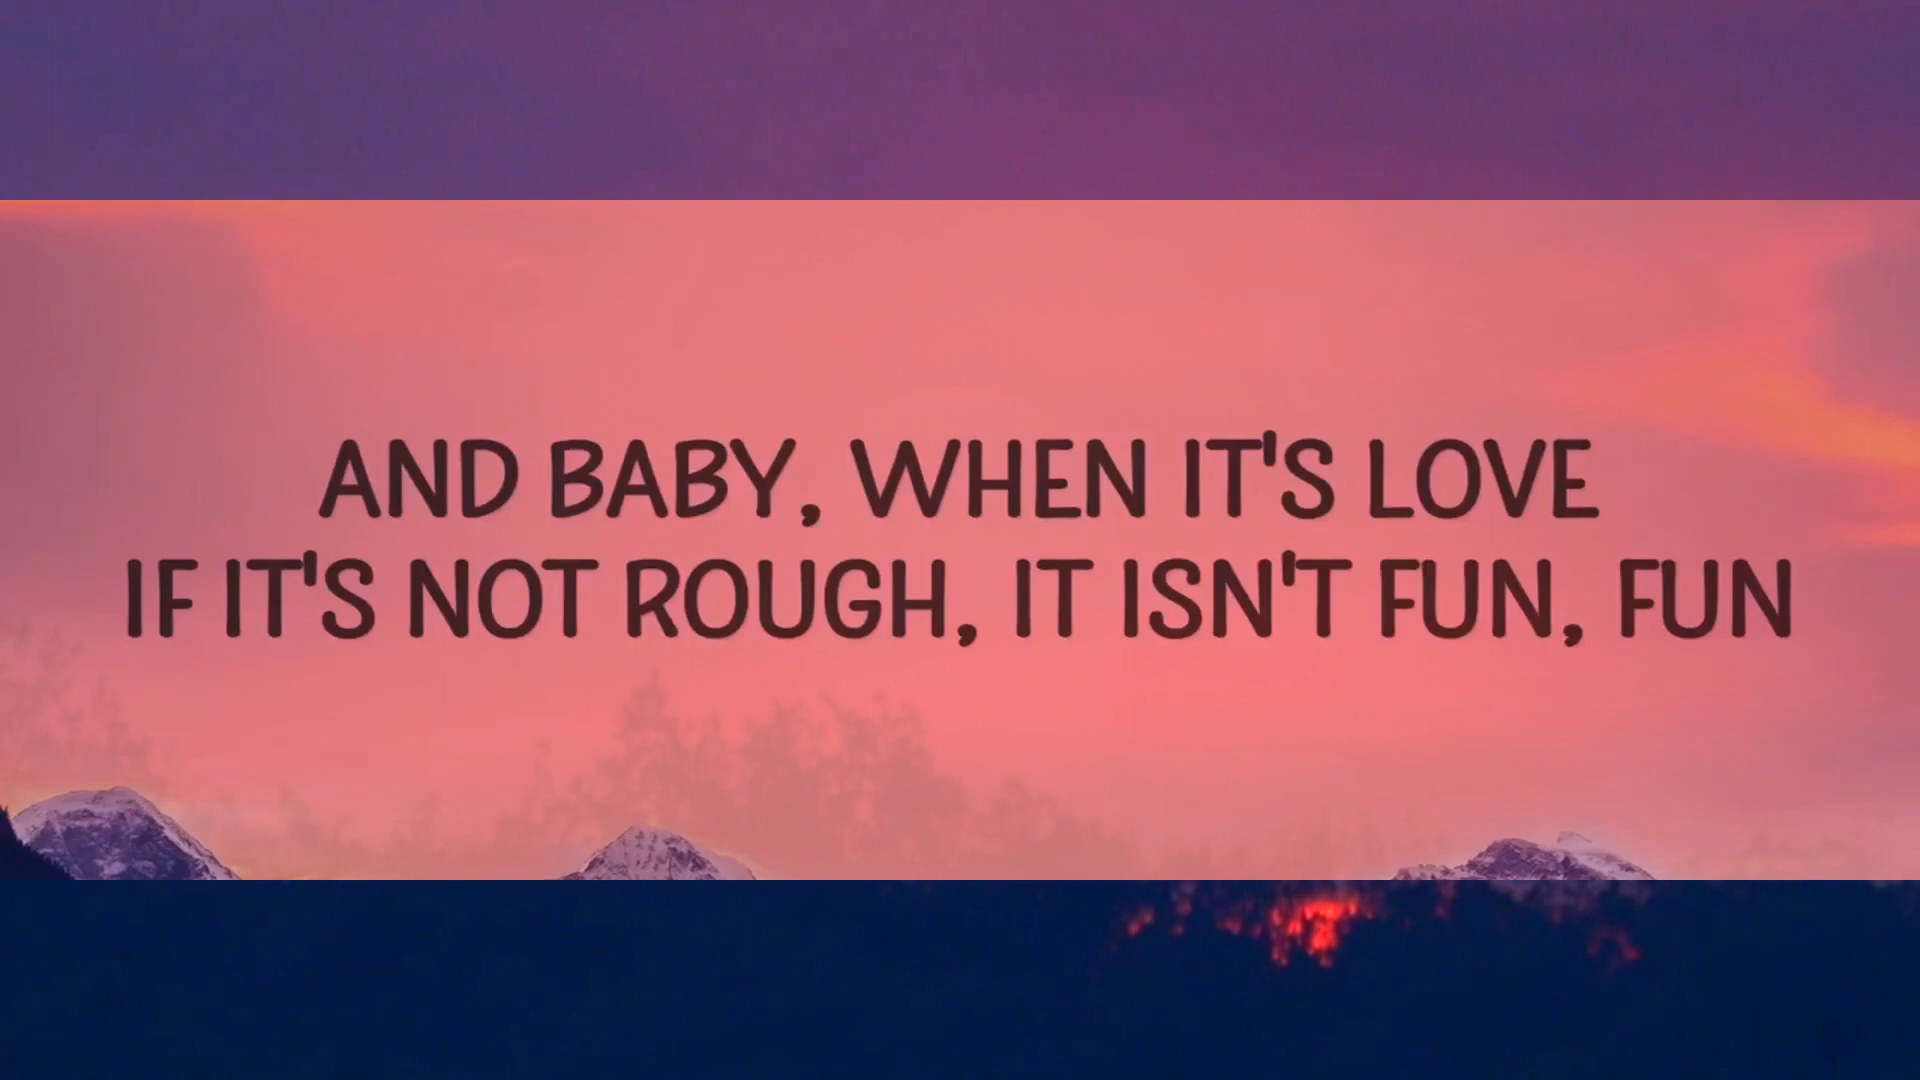 AND BABY, WHEN IT'S LOVE
IF IT'S NOT ROUGH, IT ISN'T FUN, FUN